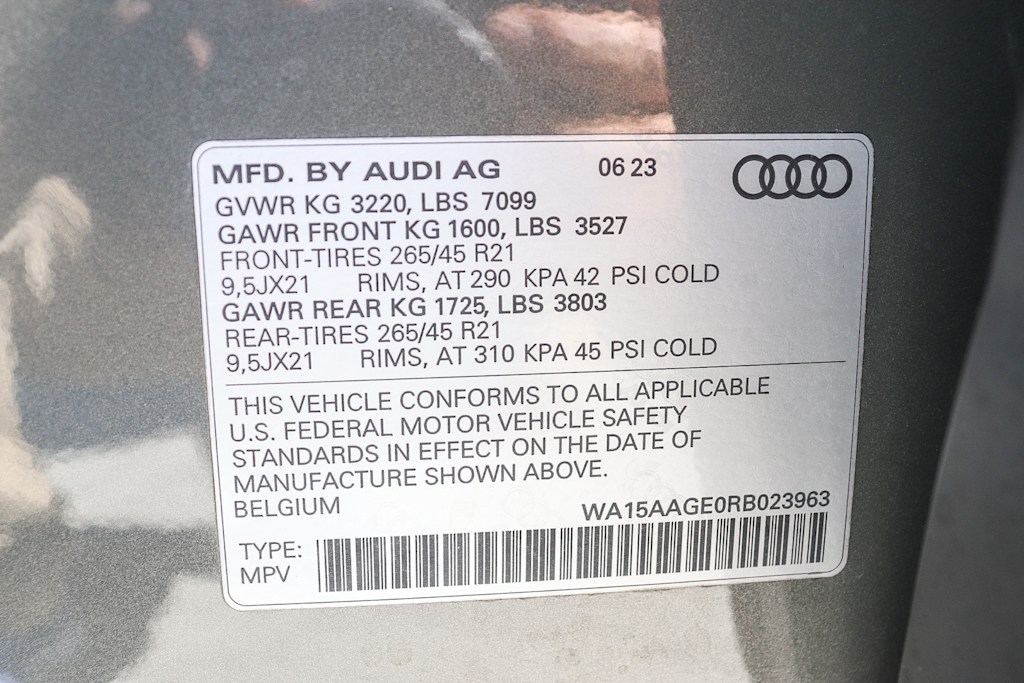 MFD. BY AUDI AG 06 23
GVWR KG 3220, LBS 7099
GAWR FRONT KG 1600, LBS 3527
FRONT-TIRES 265/45 R21
9,5JX21 RIMS, AT 290 KPA 42 PSI COLD
GAWR REAR KG 1725, LBS 3803
REAR-TIRES 265/45 R21
9,5JX21 RIMS, AT 310 KPA 45 PSI COLD
THIS VEHICLE CONFORMS TO ALL APPLICABLE
U.S. FEDERAL MOTOR VEHICLE SAFETY
STANDARDS IN EFFECT ON THE DATE OF
MANUFACTURE SHOWN ABOVE.
BELGIUM WA15AAGE0RB023963
TYPE:
MPV